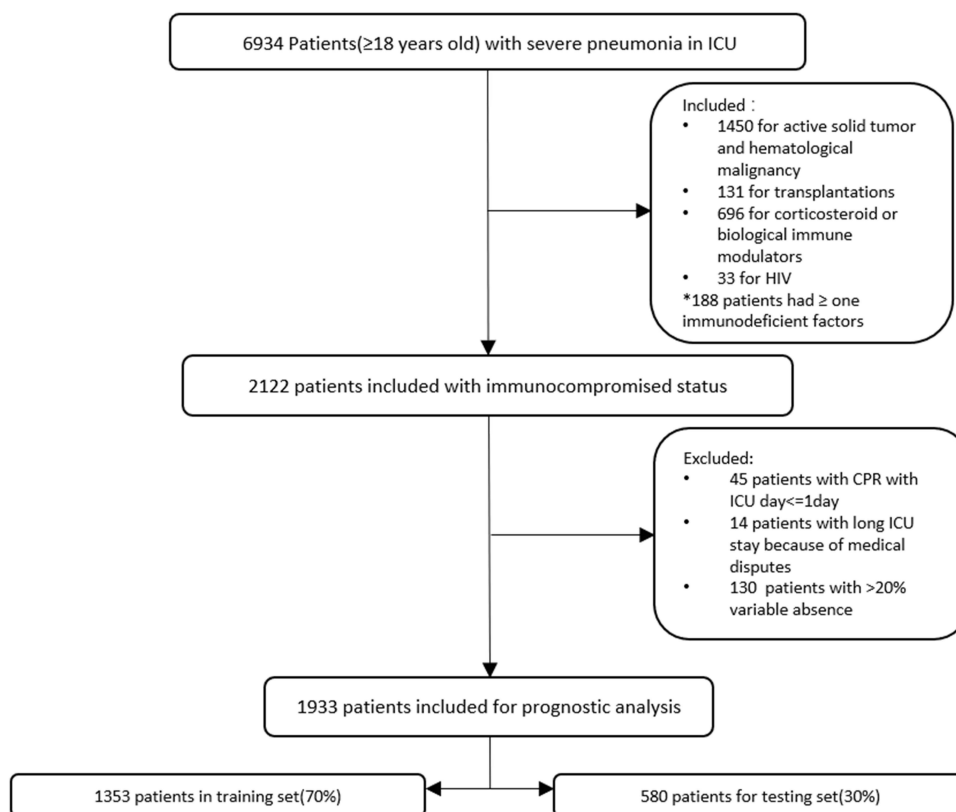 6934 Patients(≥18 years old) with severe pneumonia in ICU
Included：
• 1450 for active solid tumor
and hematological
malignancy
• 131 for transplantations
• 696 for corticosteroid or
biological immune
modulators
• 33 for HIV
*188 patients had ≥ one
immunodeficient factors
2122 patients included with immunocompromised status
Excluded:
• 45 patients with CPR with
ICU day<=1day
• 14 patients with long ICU
stay because of medical
disputes
• 130 patients with >20%
variable absence
1933 patients included for prognostic analysis
1353 patients in training set(70%)
580 patients for testing set(30%)